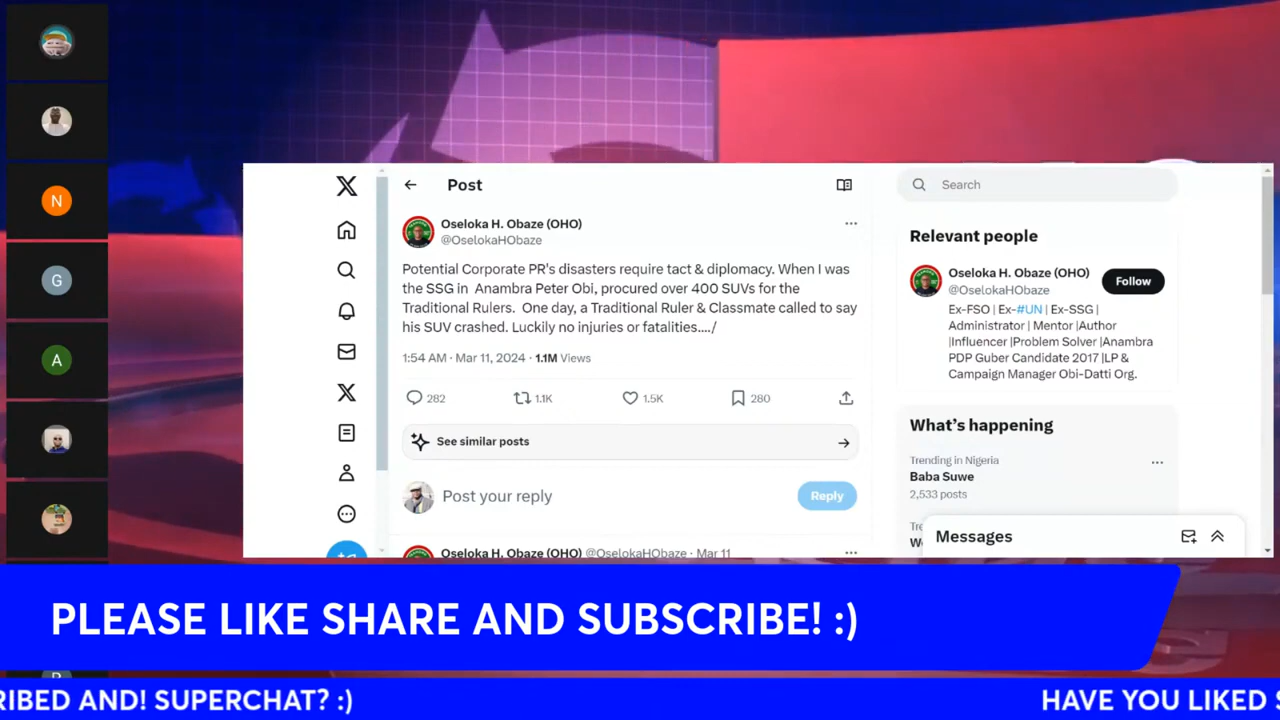 N
G
A
Post
Search
Oseloka H. Obaze (OHO)
@OselokaHObaze
Potential Corporate PR's disasters require tact & diplomacy. When I was
the SSG in  Anambra Peter Obi, procured over 400 SUVs for the
Traditional Rulers.  One day, a Traditional Ruler & Classmate called to say
his SUV crashed. Luckily no injuries or fatalities..../
1:54 AM · Mar 11, 2024 · 1.1M Views
282 1.1K 1.5K 280
See similar posts
Post your reply
Reply
Oseloka H. Obaze (OHO) @OselokaHObaze · Mar 11
Relevant people
Oseloka H. Obaze (OHO)
@OselokaHObaze
Follow
Ex-FSO | Ex-#UN | Ex-SSG |
Administrator | Mentor |Author
|Influencer |Problem Solver |Anambra
PDP Guber Candidate 2017 |LP &
Campaign Manager Obi-Datti Org.
What's happening
Trending in Nigeria
Baba Suwe
2,533 posts
Messages
PLEASE LIKE SHARE AND SUBSCRIBE! :)
RIBED AND! SUPERCHAT? :)
HAVE YOU LIKED S